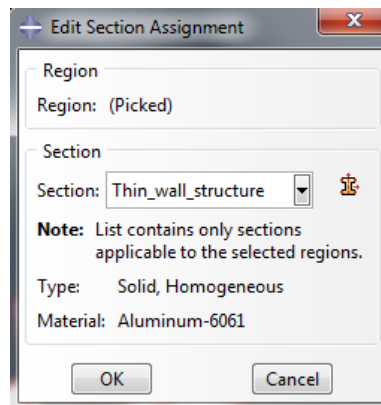 Edit Section Assignment
Region
Region: (Picked)
Section
Section: Thin_wall_structure
Note: List contains only sections
applicable to the selected regions.
Type: Solid, Homogeneous
Material: Aluminum-6061
OK Cancel